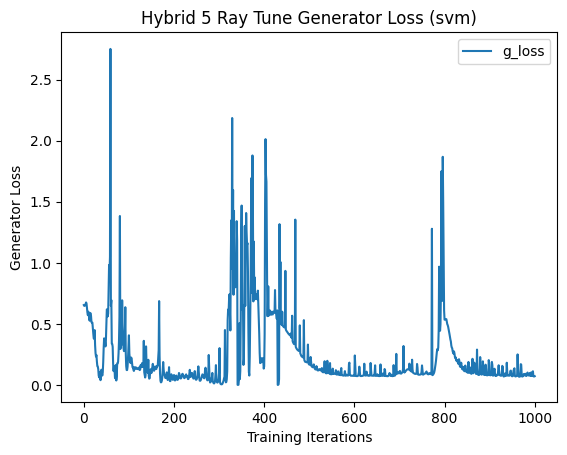 Hybrid 5 Ray Tune Generator Loss (svm)
g_loss
Generator Loss
2.5
2.0
1.5
1.0
0.5
0.0
0 200 400 600 800 1000
Training Iterations